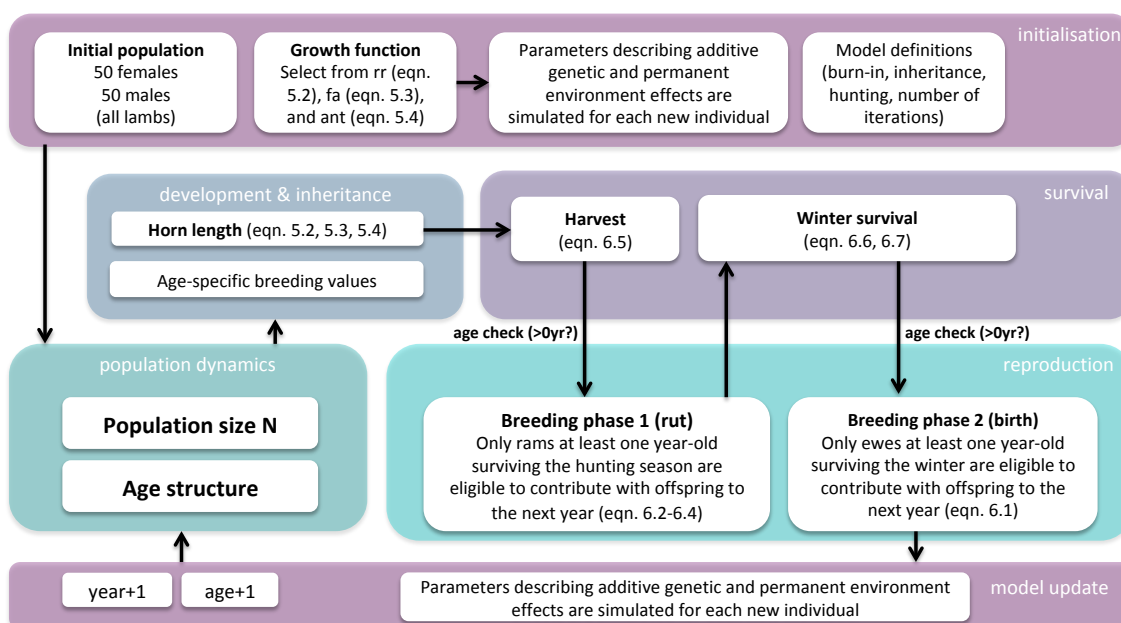 initialisation
Initial population
50 females
50 males
(all lambs)
Growth function
Select from rr (eqn.
5.2), fa (eqn. 5.3),
and ant (eqn. 5.4)
Parameters describing additive
genetic and permanent
environment effects are
simulated for each new individual
Model definitions
(burn-in, inheritance,
hunting, number of
iterations)
development & inheritance
Horn length (eqn. 5.2, 5.3, 5.4)
Age-specific breeding values
survival
Harvest
(eqn. 6.5)
Winter survival
(eqn. 6.6, 6.7)
age check (>0yr?)
age check (>0yr?)
population dynamics
Population size N
Age structure
reproduction
Breeding phase 1 (rut)
Only rams at least one year-old
surviving the hunting season are
eligible to contribute with offspring to
the next year (eqn. 6.2-6.4)
Breeding phase 2 (birth)
Only ewes at least one year-old
surviving the winter are eligible to
contribute with offspring to the
next year (eqn. 6.1)
year+1
age+1
Parameters describing additive genetic and permanent environment
effects are simulated for each new individual
model update